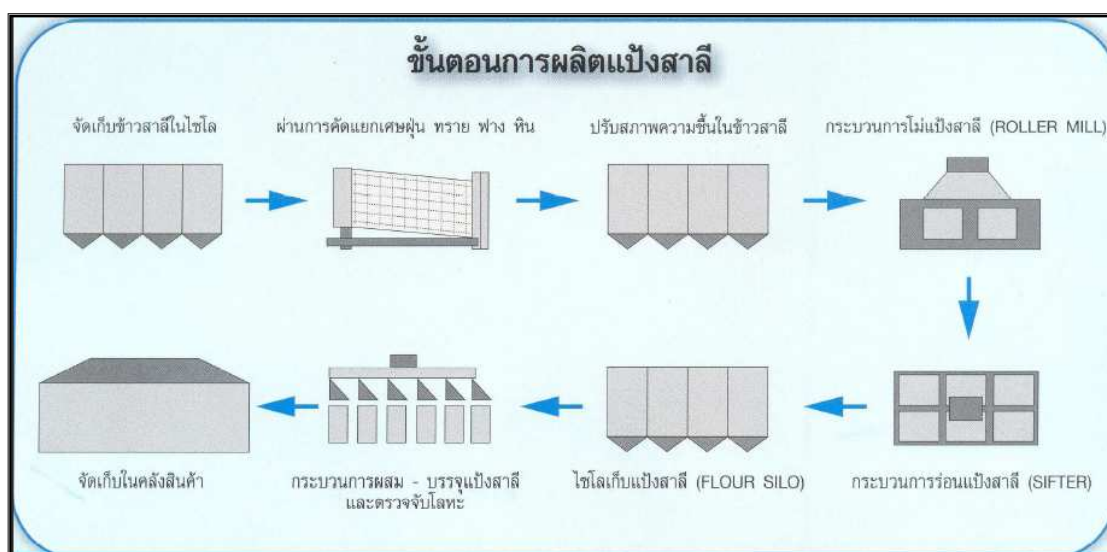 ขั้นตอนการผลิตแป้งสาลี
จัดเก็บข้าวสาลีในไซโล
ผ่านการคัดแยกเศษฝุ่น ทราย ฟาง หิน
ปรับสภาพความชื้นในข้าวสาลี
กระบวนการโม่แป้งสาลี (ROLLER MILL)
กระบวนการร่อนแป้งสาลี (SIFTER)
ไซโลเก็บแป้งสาลี (FLOUR SILO)
กระบวนการผสม - บรรจุแป้งสาลี
และตรวจจับโลหะ
จัดเก็บในคลังสินค้า